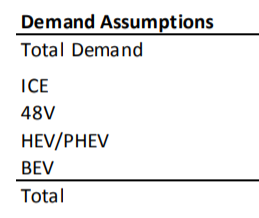 Demand Assumptions
Total Demand
ICE
48V
HEV/PHEV
BEV
Total